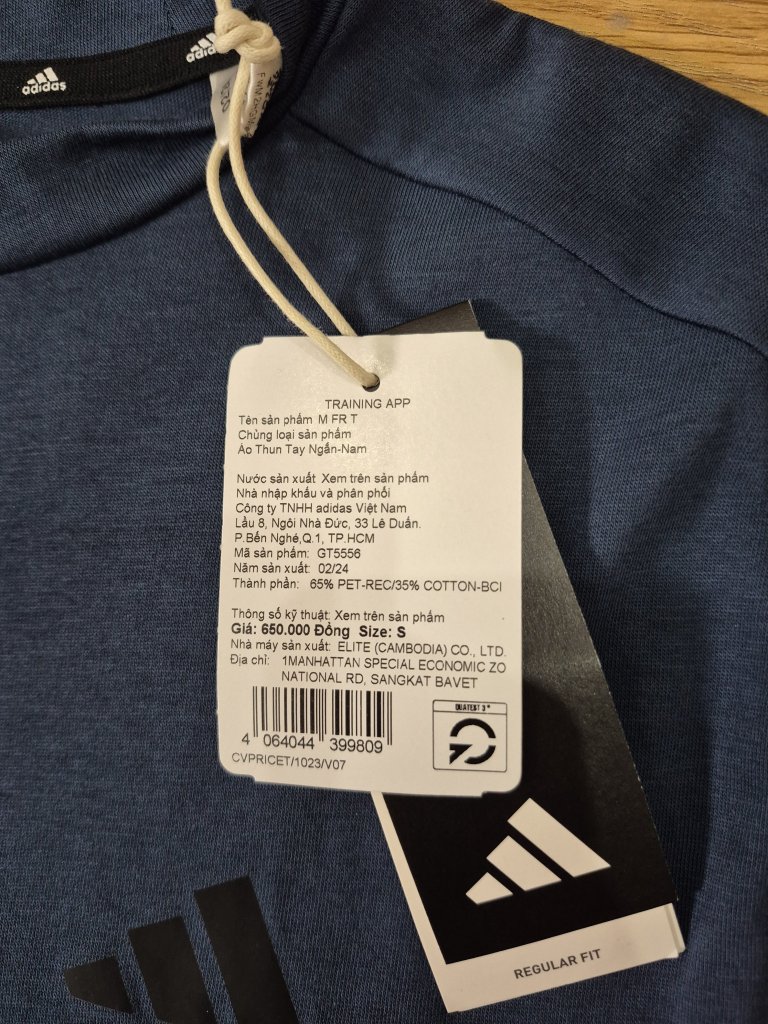 adidas
adidas
TRAINING APP
Tên sản phẩm M FR T
Chủng loại sản phẩm
Áo Thun Tay Ngắn-Nam
Nước sản xuất Xem trên sản phẩm
Nhà nhập khẩu và phân phối
Công ty TNHH adidas Việt Nam
Lầu 8, Ngôi Nhà Đức, 33 Lê Duẩn.
P.Bến Nghé,Q.1, TP.HCM
Mã sản phẩm: GT5556
Năm sản xuất: 02/24
Thành phần: 65% PET-REC/35% COTTON-BCI
Thông số kỹ thuật: Xem trên sản phẩm
Giá: 650.000 Đồng Size: S
Nhà máy sản xuất: ELITE (CAMBODIA) CO., LTD.
Địa chỉ: 1MANHATTAN SPECIAL ECONOMIC ZO
NATIONAL RD, SANGKAT BAVET
QUATEST 3
4 064044 399809
CVPRICET/1023/V07
REGULAR FIT